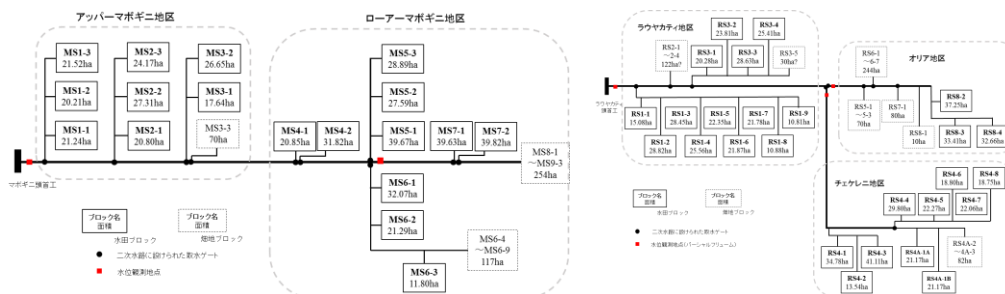 アッパーマボギニ地区
MS1-3
21.52ha
MS1-2
20.21ha
MS1-1
21.24ha
MS2-3
24.17ha
MS2-2
27.31ha
MS2-1
20.80ha
MS3-2
26.65ha
MS3-1
17.64ha
MS3-3
70ha
マボギニ頭首工
ローアーマボギニ地区
MS4-1
20.85ha
MS4-2
31.82ha
MS5-3
28.89ha
MS5-2
27.59ha
MS5-1
39.67ha
MS7-1
39.63ha
MS7-2
39.82ha
MS8-1
～MS9-3
254ha
MS6-1
32.07ha
MS6-2
21.29ha
MS6-3
11.80ha
MS6-4
～MS6-9
117ha
ブロック名
面積
水田ブロック
ブロック名
面積
畑地ブロック
二次水路に設けられた取水ゲート
水位観測地点
ラウヤカティ地区
RS2-1
～2-4
122ha?
RS3-1
20.28ha
RS3-2
23.81ha
RS3-3
28.63ha
RS3-4
25.41ha
RS3-5
30ha?
ラウヤカティ
頭首工
RS1-1
15.08ha
RS1-2
28.82ha
RS1-3
28.45ha
RS1-4
25.56ha
RS1-5
22.35ha
RS1-6
21.87ha
RS1-7
21.78ha
RS1-8
10.88ha
RS1-9
10.81ha
オリア地区
RS6-1
～6-7
244ha
RS5-1
～5-3
70ha
RS7-1
80ha
RS8-1
10ha
RS8-2
37.25ha
RS8-3
33.41ha
RS8-4
32.66ha
チェケレニ地区
RS4-4
29.80ha
RS4-6
18.80ha
RS4-5
22.27ha
RS4-8
18.75ha
RS4-7
22.06ha
RS4-1
34.78ha
RS4-2
13.54ha
RS4-3
41.11ha
RS4A-1A
21.17ha
RS4A-1B
21.17ha
RS4A-2
～4A-3
82ha
ブロック名
面積
水田ブロック
ブロック名
面積
畑地ブロック
二次水路に設けられた取水ゲート
水位観測地点(パーシャルフリューム)